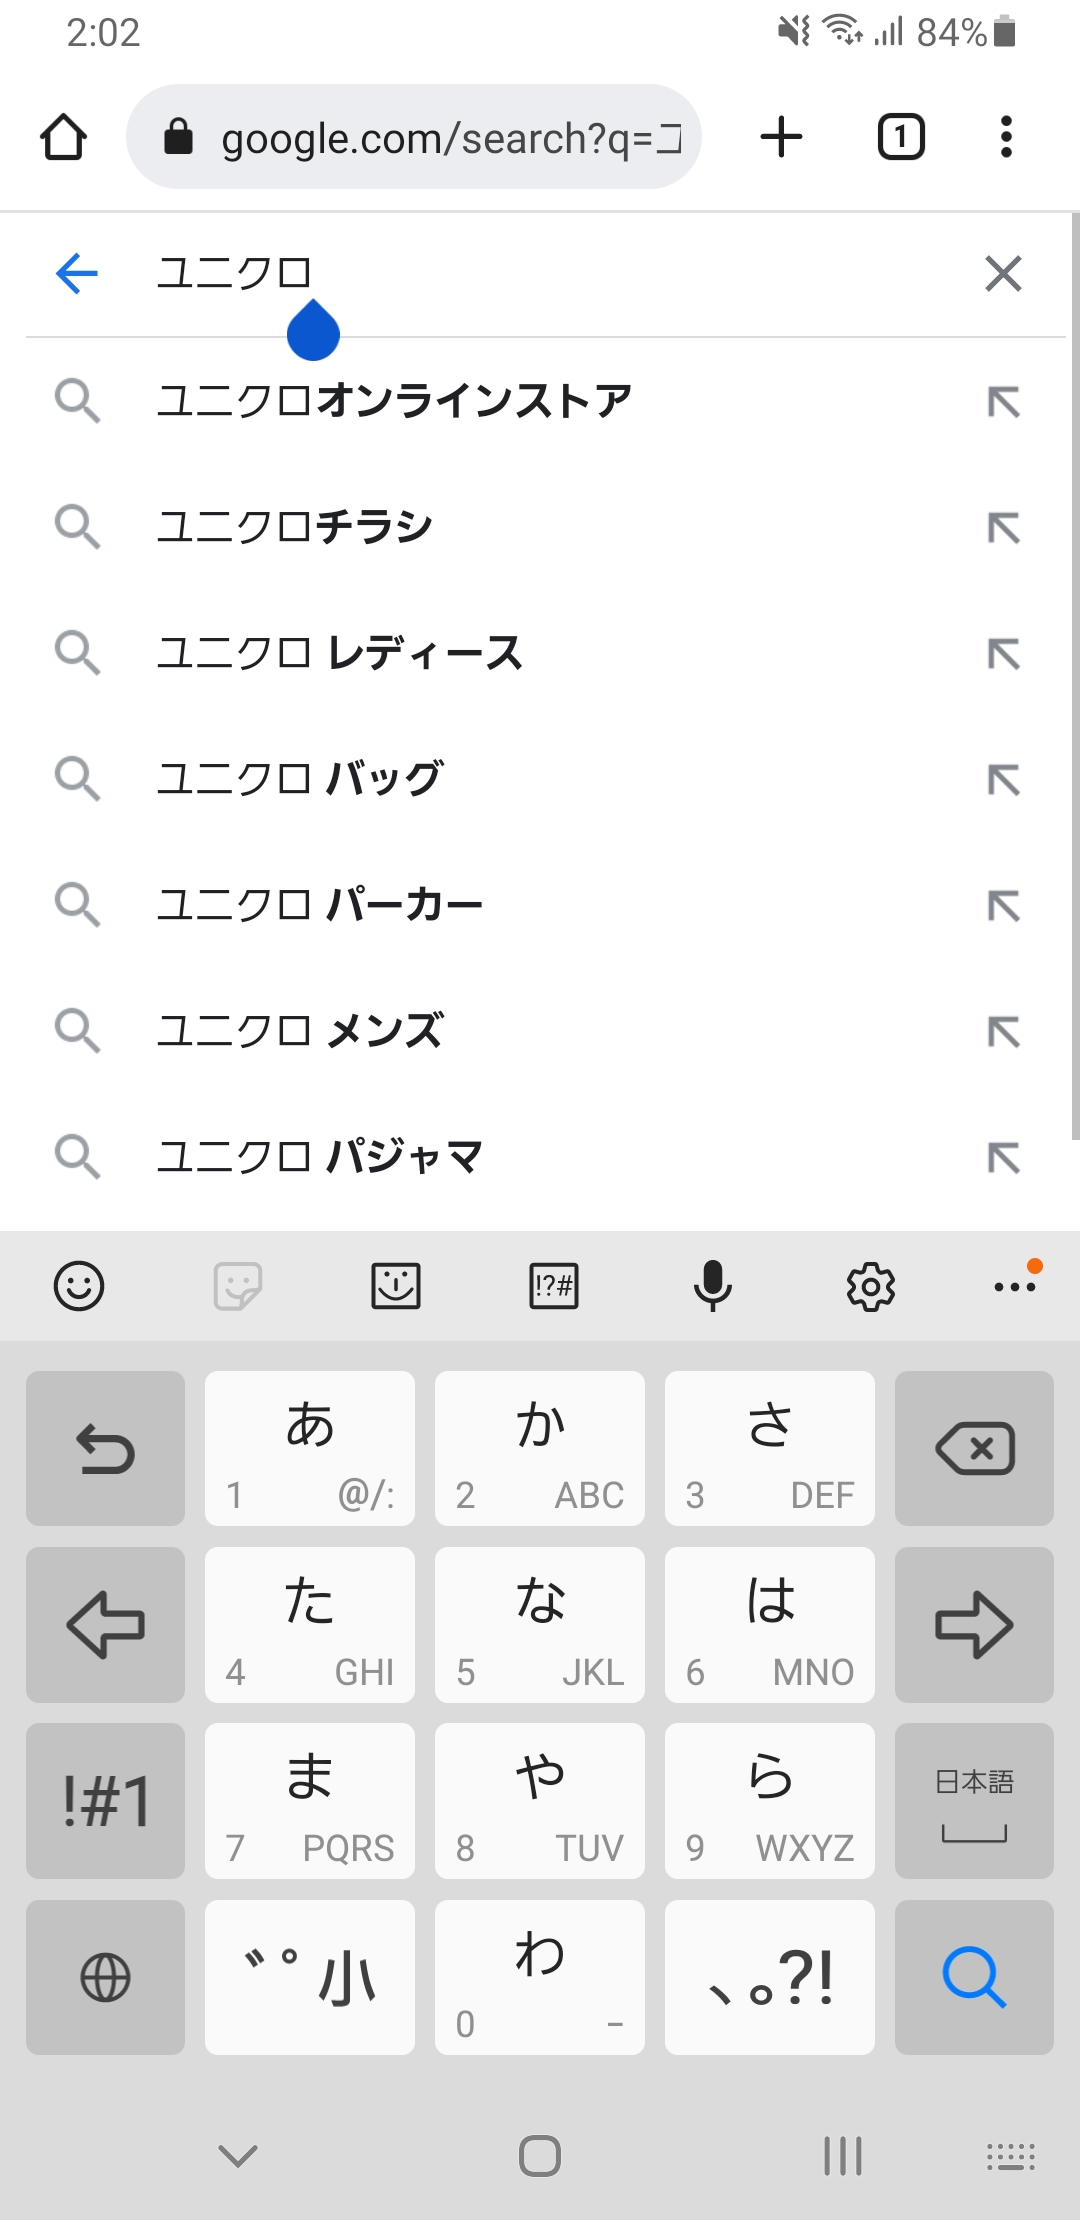 2:02
84%
google.com/search?q=
1
ユニクロ
ユニクロオンラインストア
ユニクロチラシ
ユニクロ レディース
ユニクロ バッグ
ユニクロ パーカー
ユニクロ メンズ
ユニクロ パジャマ
!?#
あ か さ
1 @/: 2 ABC 3 DEF
た な は
4 GHI 5 JKL 6 MNO
!#1 ま や ら 日本語
7 PQRS 8 TUV 9 WXYZ
゛゜小 わ 、。?!
0 −